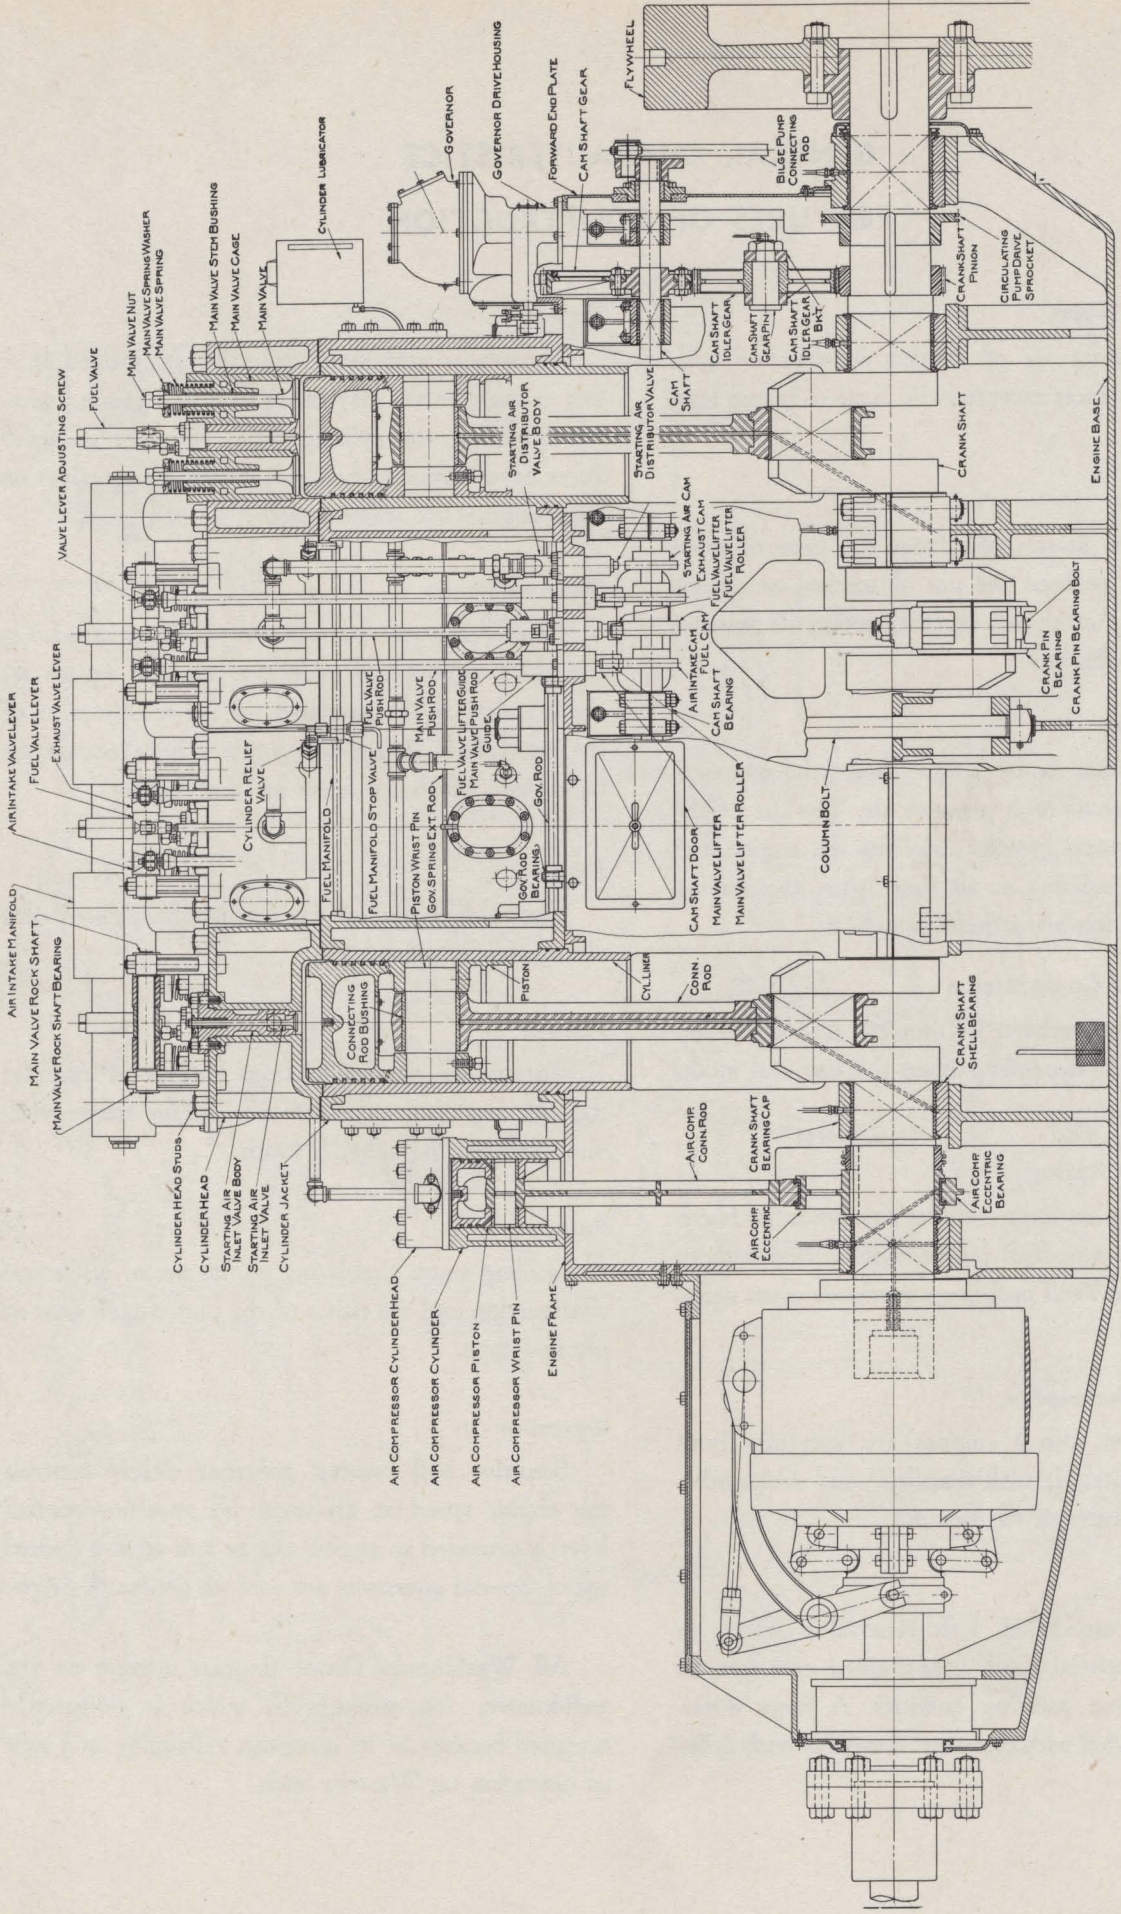 AIR INTAKE MANIFOLD
MAIN VALVE ROCK SHAFT
MAIN VALVE ROCK SHAFT BEARING
AIR INTAKE VALVE LEVER
FUEL VALVE LEVER
EXHAUST VALVE LEVER
VALVE LEVER ADJUSTING SCREW
FUEL VALVE
MAIN VALVE NUT
MAIN VALVE SPRING WASHER
MAIN VALVE SPRING
MAIN VALVE STEM BUSHING
MAIN VALVE CAGE
MAIN VALVE
CYLINDER LUBRICATOR
GOVERNOR
GOVERNOR DRIVE HOUSING
FORWARD END PLATE
CAM SHAFT GEAR
FLYWHEEL
CYLINDER HEAD STUDS
CYLINDER HEAD
STARTING AIR
INLET VALVE BODY
STARTING AIR
INLET VALVE
CYLINDER JACKET
CYLINDER RELIEF
VALVE
FUEL MANIFOLD
FUEL MANIFOLD STOP VALVE
FUEL VALVE
PUSH ROD
PISTON WRIST PIN
GOV. SPRING EXT. ROD
MAIN VALVE
PUSH ROD
FUEL VALVE LIFTER GUIDE
MAIN VALVE PUSH ROD
GUIDE
CONNECTING
ROD BUSHING
PISTON
GOV. ROD
BEARING
GOV. ROD
STARTING AIR
DISTRIBUTOR
VALVE BODY
CYL. LINER
CONN.
ROD
AIR COMPRESSOR CYLINDER HEAD
AIR COMPRESSOR CYLINDER
AIR COMPRESSOR PISTON
AIR COMPRESSOR WRIST PIN
ENGINE FRAME
STARTING AIR
DISTRIBUTOR VALVE
CAM
SHAFT
STARTING AIR CAM
EXHAUST CAM
FUEL VALVE LIFTER
FUEL VALVE LIFTER
ROLLER
AIR INTAKE CAM
FUEL CAM
CAM SHAFT
BEARING
CAM SHAFT DOOR
MAIN VALVE LIFTER
MAIN VALVE LIFTER ROLLER
CAM SHAFT
IDLER GEAR
CAM SHAFT
GEAR PIN
CAM SHAFT
IDLER GEAR
BKT.
BILGE PUMP
CONNECTING
ROD
AIR COMP.
CONN. ROD
CRANK SHAFT
BEARING CAP
AIR COMP.
ECCENTRIC
COLUMN BOLT
CRANK SHAFT
SHELL BEARING
AIR COMP.
ECCENTRIC
BEARING
CRANK SHAFT
CRANK SHAFT
PINION
CIRCULATING
PUMP DRIVE
SPROCKET
CRANK PIN
BEARING
CRANK PIN BEARING BOLT
ENGINE BASE